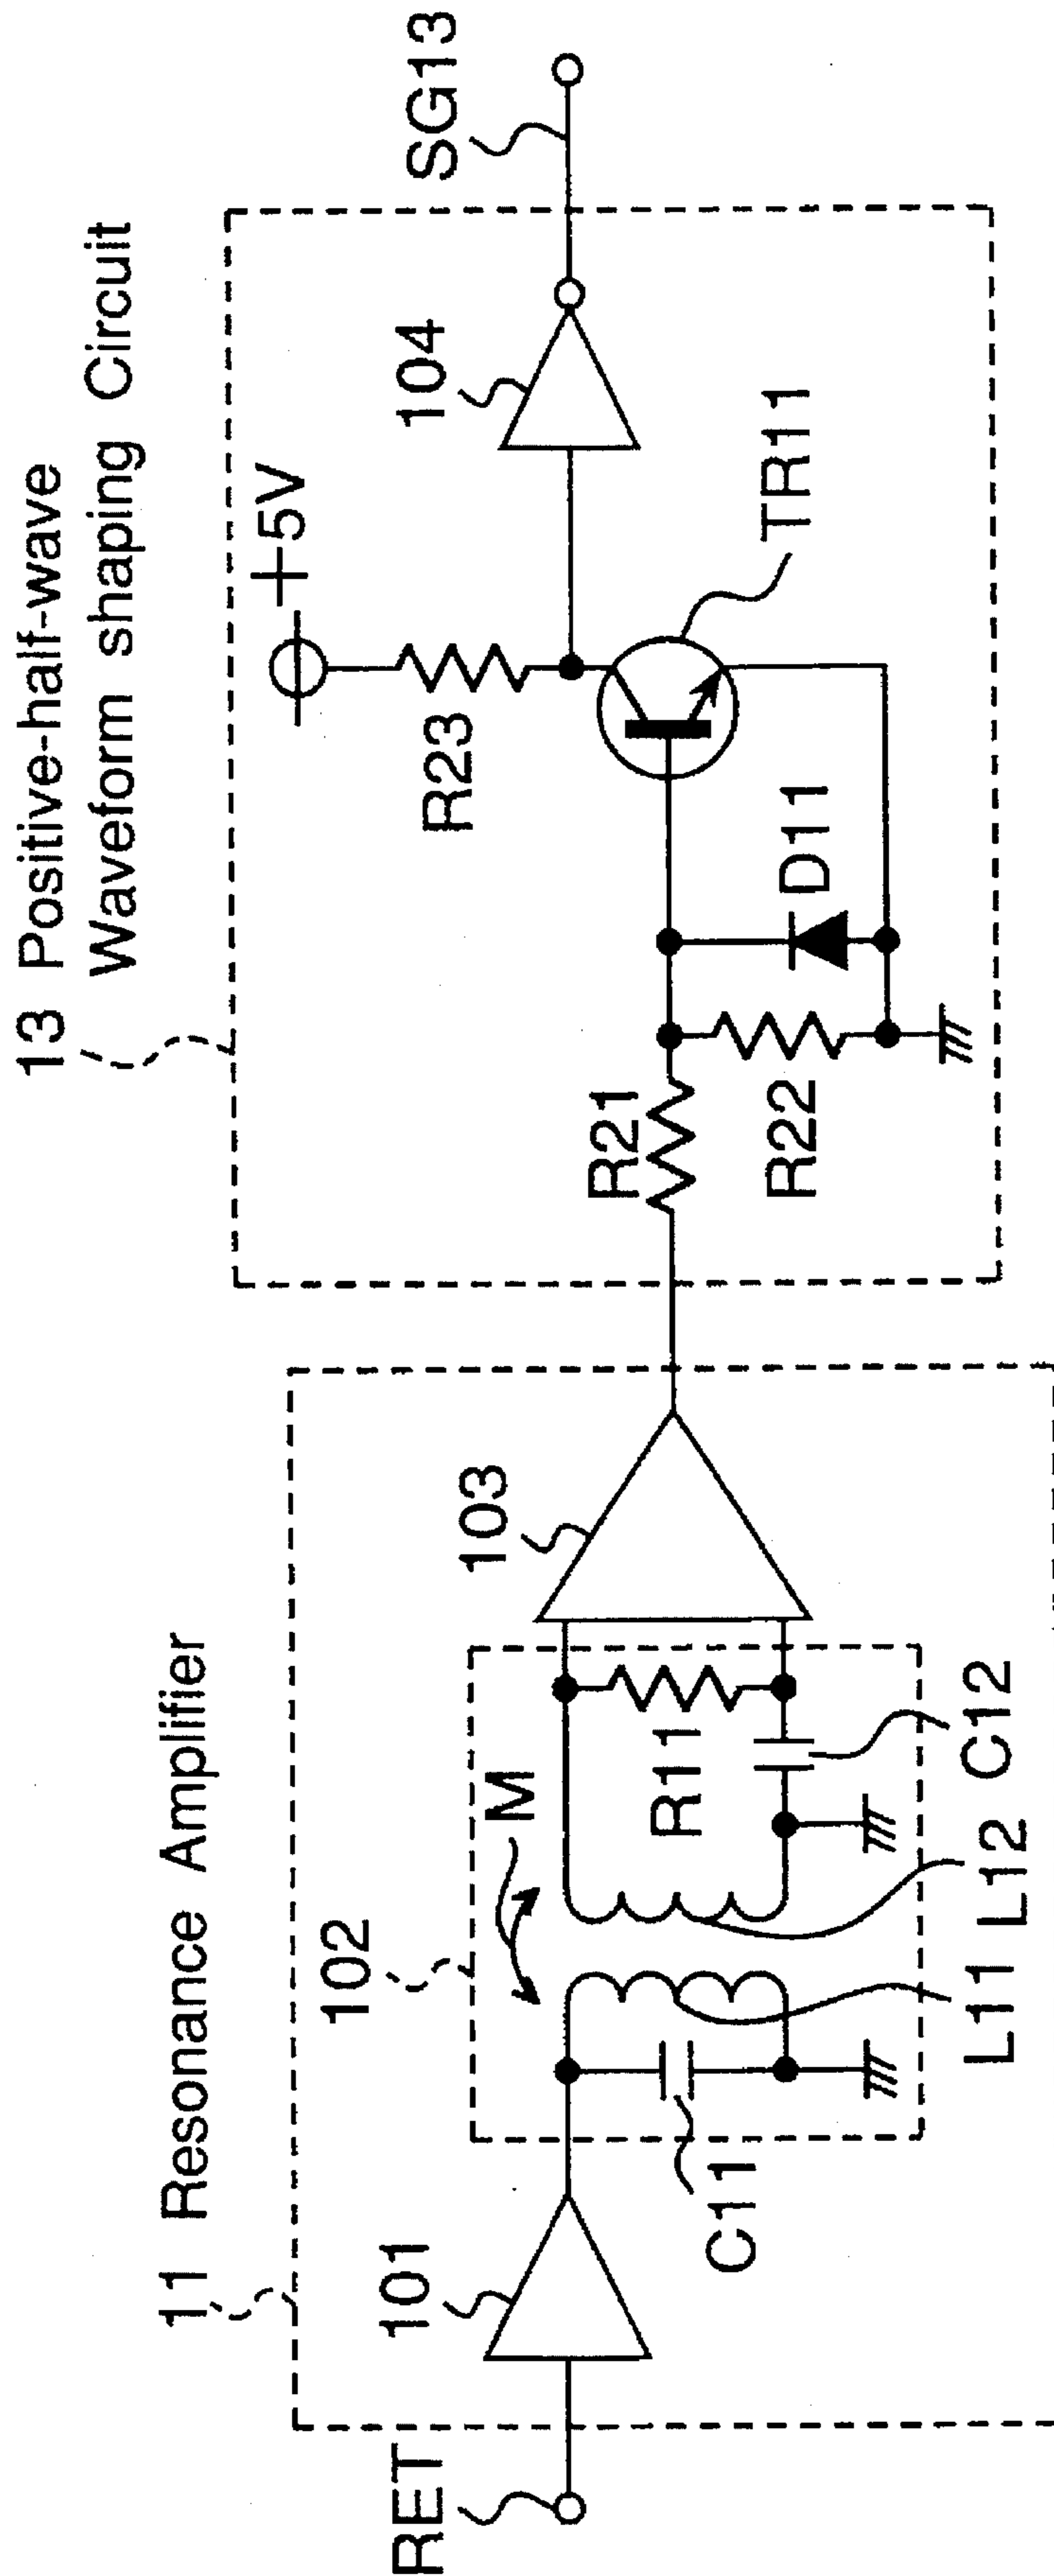 13 Positive-half-wave
Waveform shaping Circuit
+5V
R23
104
SG13
TR11
D11
R21
R22
11 Resonance Amplifier
102
M
103
101
RET
C11
R11
L11 L12 C12